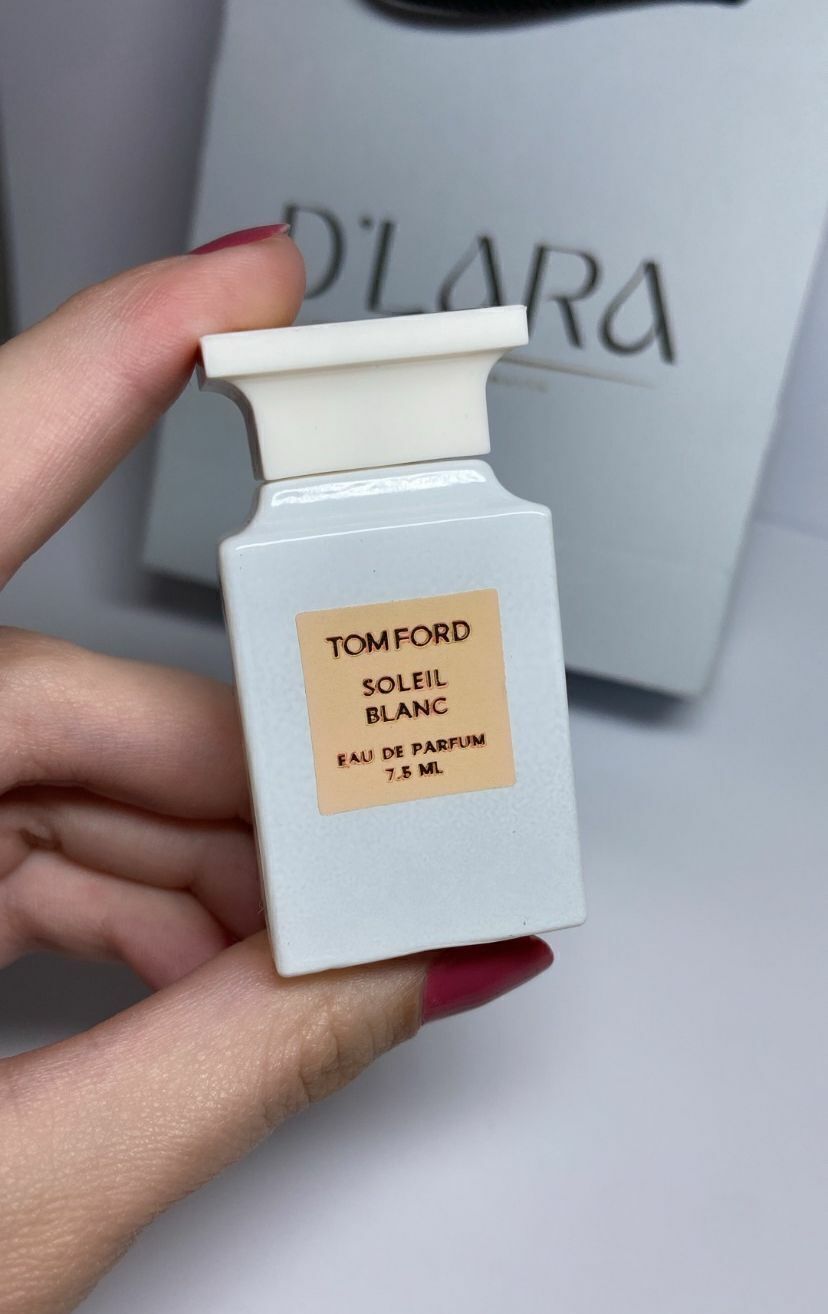 D'LARA
TOM FORD
SOLEIL
BLANC
EAU DE PARFUM
7.5 ML